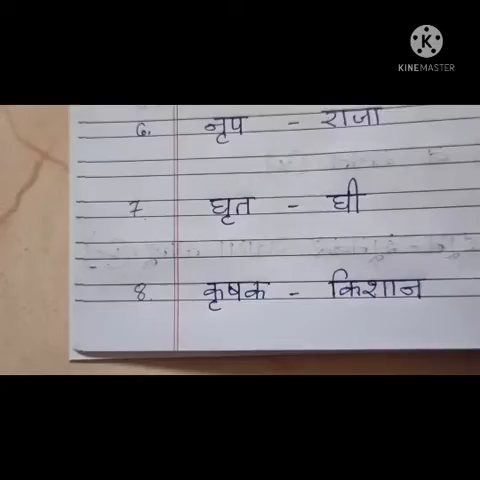 K
KINEMASTER
6. नृप - राजा
7. घृत - घी
8. कृषक - किशान